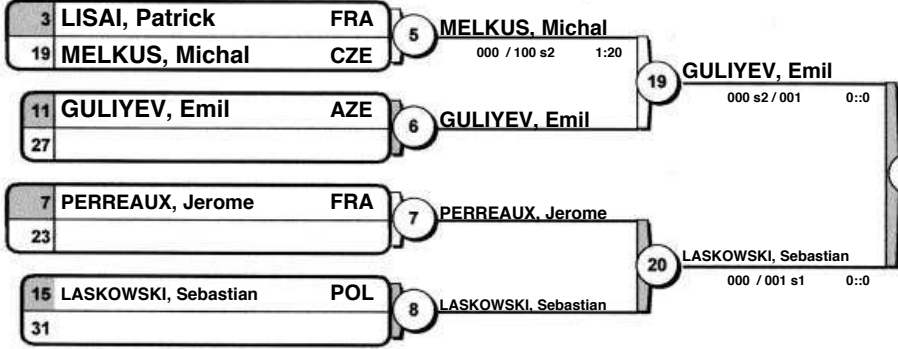 3 LISAI, Patrick FRA
19 MELKUS, Michal CZE
5
MELKUS, Michal
000 / 100 s2 1:20
11 GULIYEV, Emil AZE
27
6
GULIYEV, Emil
19
GULIYEV, Emil
000 s2 / 001 0::0
7 PERREAUX, Jerome FRA
23
7
PERREAUX, Jerome
15 LASKOWSKI, Sebastian POL
31
8
LASKOWSKI, Sebastian
20
LASKOWSKI, Sebastian
000 / 001 s1 0::0